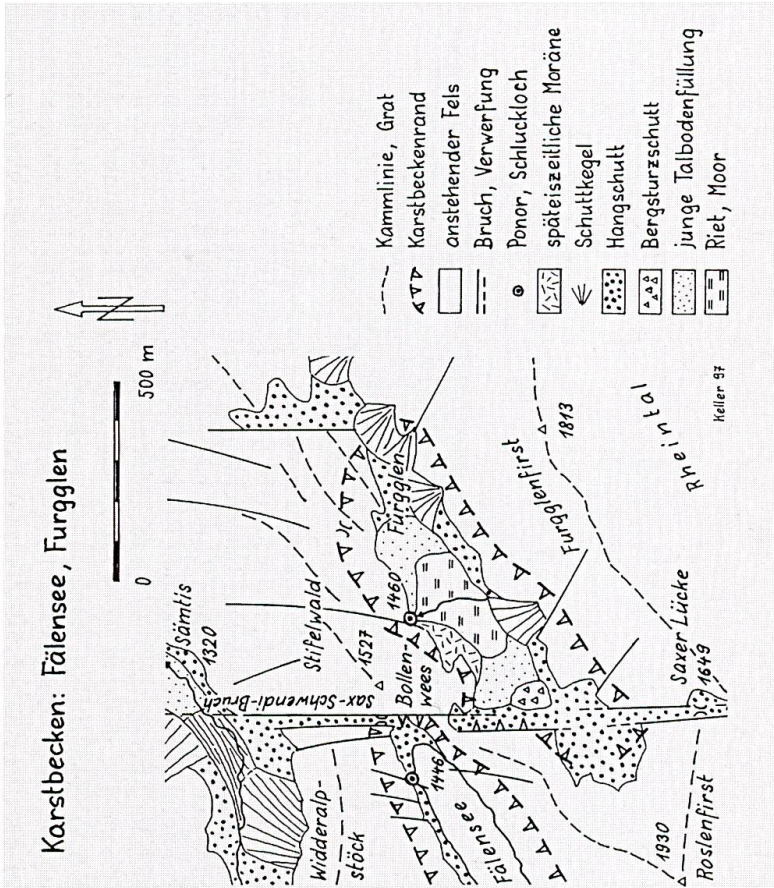 Karstbecken: Fälensee, Furgglen
0
500 m
N
Kammlinie, Grat
Karstbeckenrand
anstehender Fels
Bruch, Verwerfung
Ponor, Schluckloch
späteiszeitliche Moräne
Schuttkegel
Hangschutt
Bergsturzschutt
junge Talbodenfüllung
Riet, Moor
Sämtis
1320
Stifelwald
1527
Sax-Schwendi-Bruch
Widderalp-
stöck
Bollen-
wees
1460
1446
Furgglen
Fälensee
Furgglenfirst
1813
Rheintal
Saxer Lücke
1649
1930
Roslenfirst
Keller 97